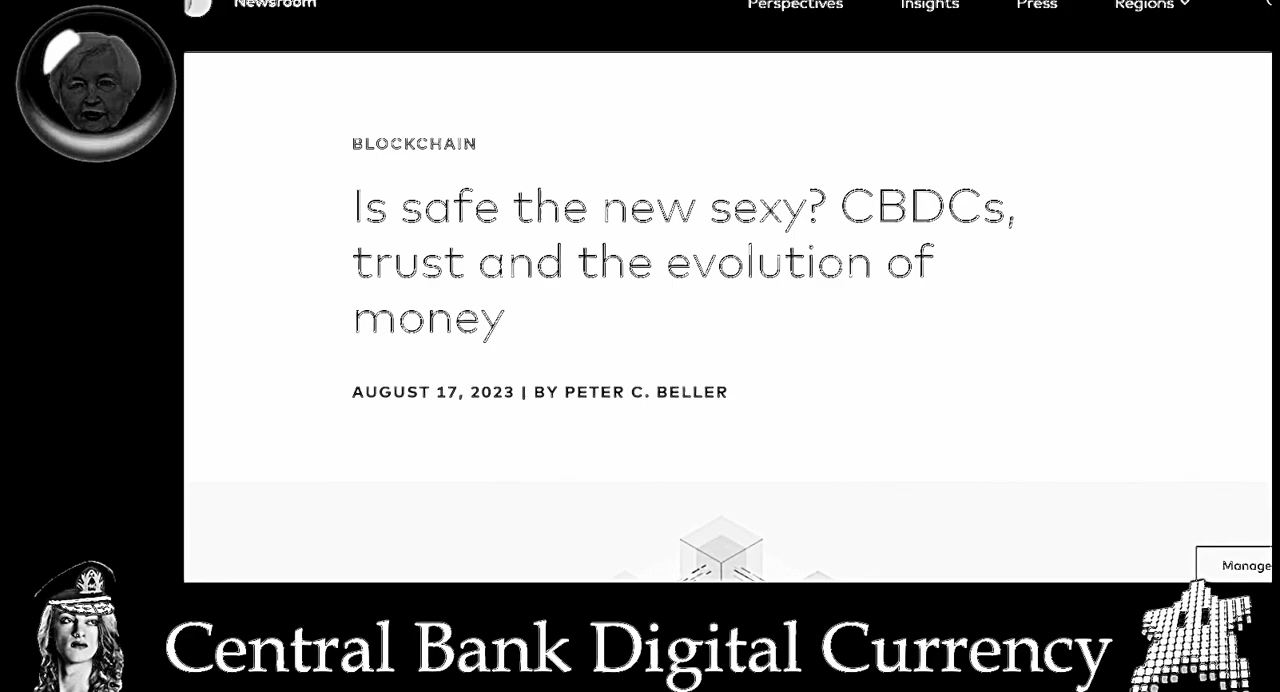 Newsroom
Perspectives Insights Press Regions
BLOCKCHAIN
Is safe the new sexy? CBDCs,
trust and the evolution of
money
AUGUST 17, 2023 | BY PETER C. BELLER
Manage
Central Bank Digital Currency